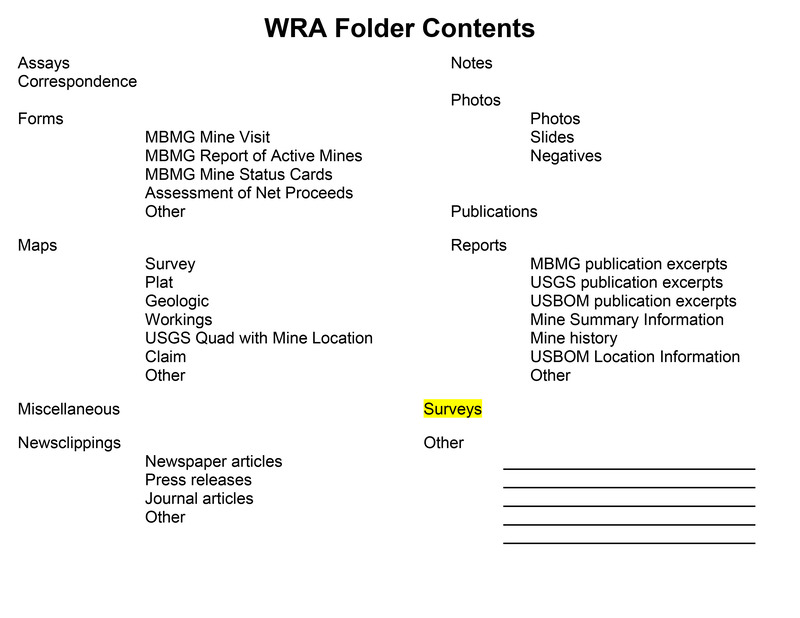 WRA Folder Contents
Assays
Correspondence
Forms
MBMG Mine Visit
MBMG Report of Active Mines
MBMG Mine Status Cards
Assessment of Net Proceeds
Other
Maps
Survey
Plat
Geologic
Workings
USGS Quad with Mine Location
Claim
Other
Miscellaneous
Newsclippings
Newspaper articles
Press releases
Journal articles
Other
Notes
Photos
Photos
Slides
Negatives
Publications
Reports
MBMG publication excerpts
USGS publication excerpts
USBOM publication excerpts
Mine Summary Information
Mine history
USBOM Location Information
Other
Surveys
Other